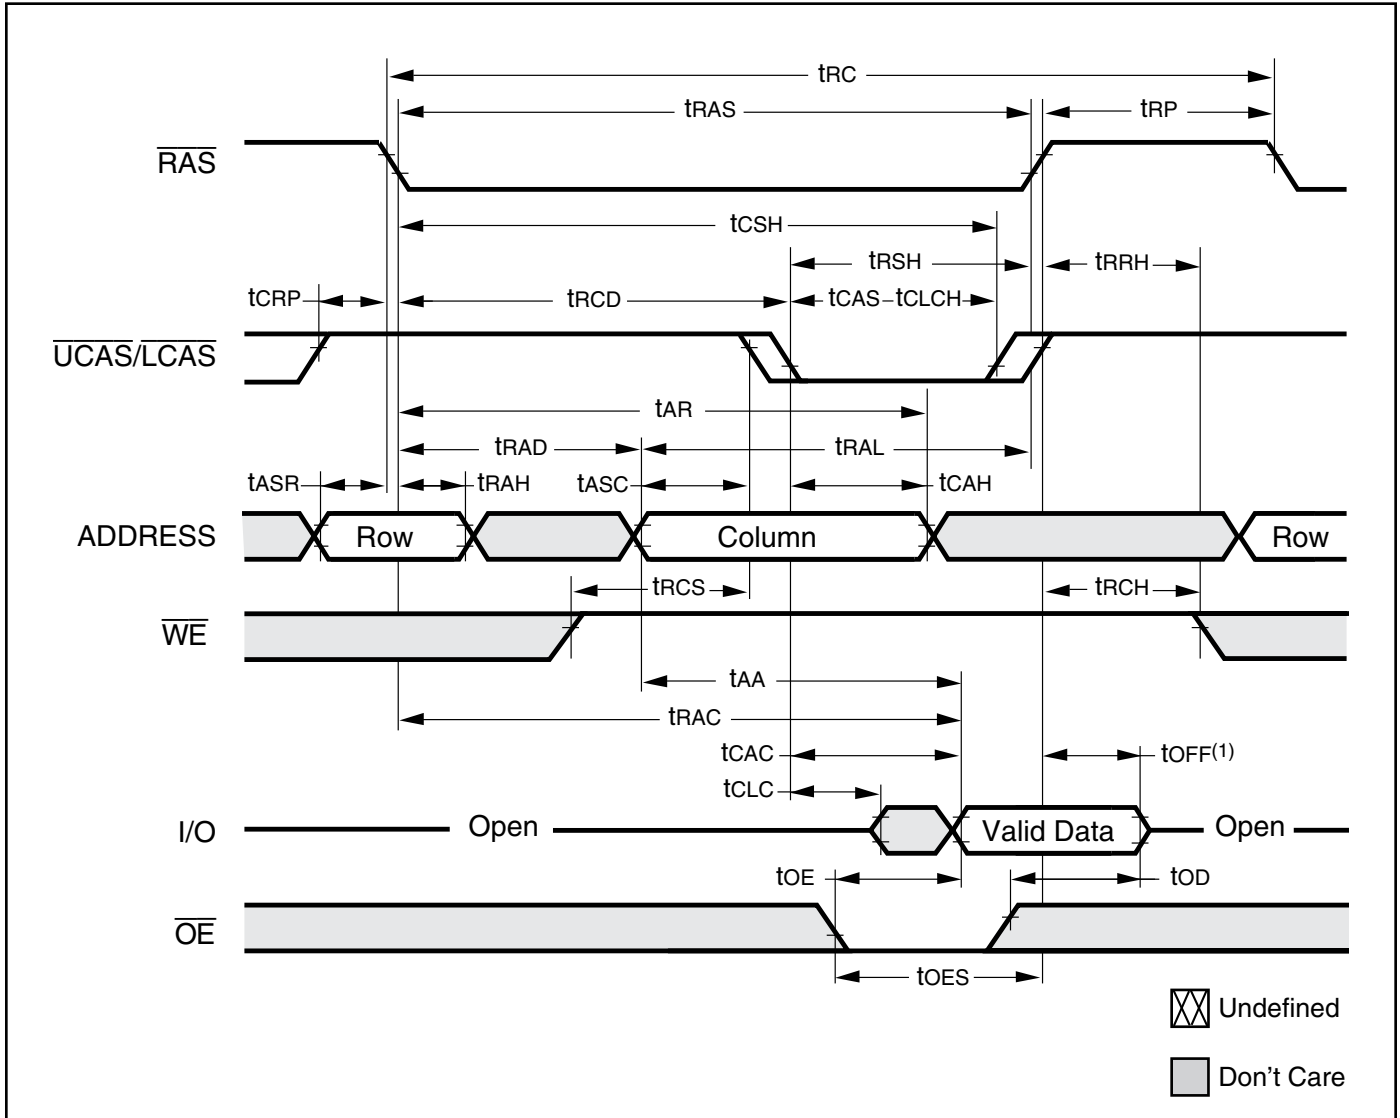 tRC
tRAS tRP
RAS
tCSH
tRSH tRRH
tCRP tRCD tCAS tCLCH
UCAS/LCAS
tAR
tRAD tRAL
tASR tRAH tASC tCAH
ADDRESS Row Column Row
tRCS tRCH
WE
tAA
tRAC
tCAC tOFF(1)
tCLC
I/O Open Valid Data Open
tOE tOD
OE
tOES
Undefined
Don't Care